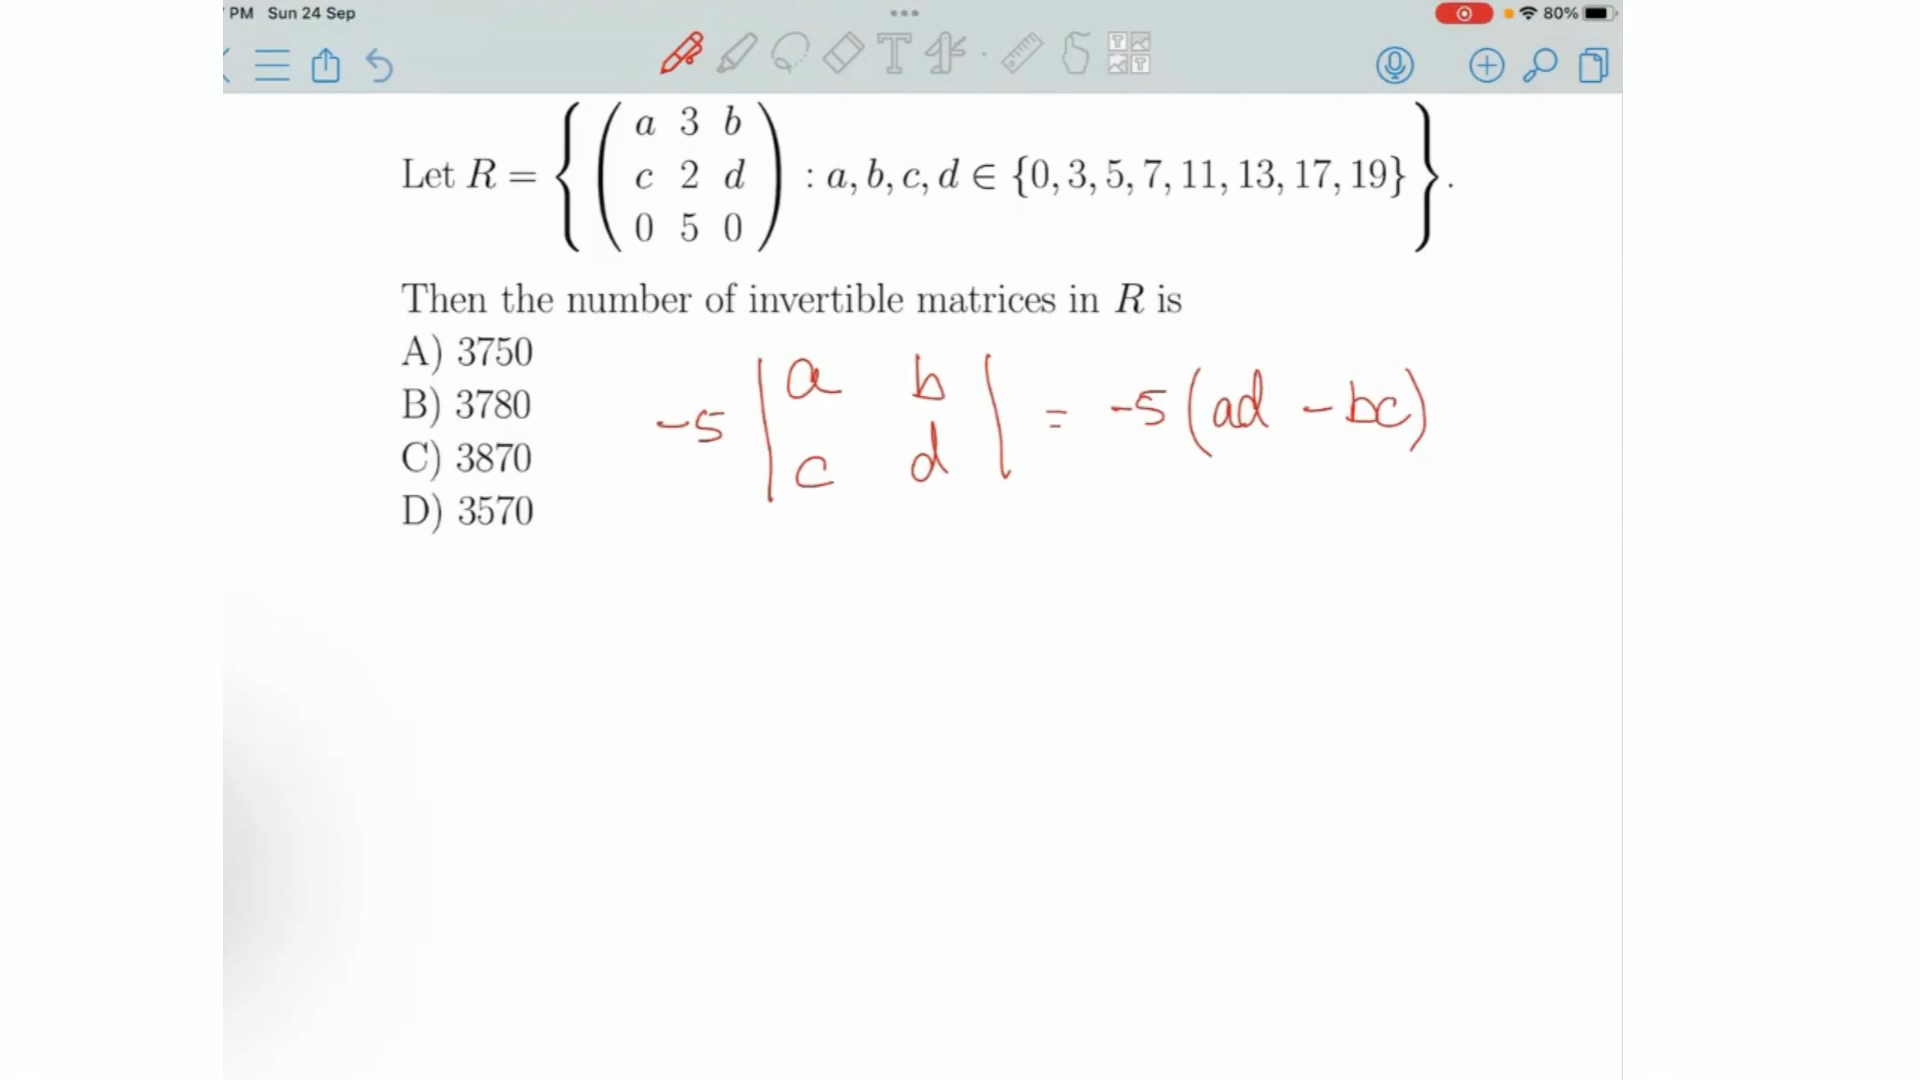 PM Sun 24 Sep
80%
Let R = { ( a 3 b
c 2 d
0 5 0 ) : a, b, c, d ∈ {0, 3, 5, 7, 11, 13, 17, 19} }.
Then the number of invertible matrices in R is
A) 3750
B) 3780
C) 3870
D) 3570
-5 | a b
c d | = -5 (ad - bc)